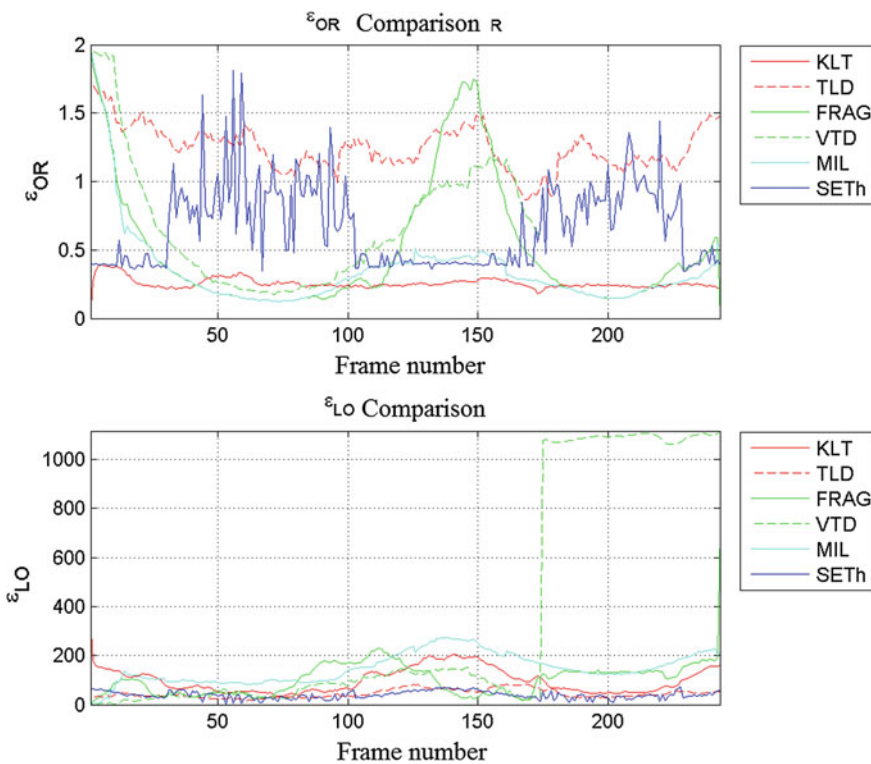 εOR Comparison R
2
1.5
1
0.5
0
εOR
50
100
150
200
Frame number
KLT
TLD
FRAG
VTD
MIL
SETh
εLO Comparison
1000
800
600
400
200
0
εLO
50
100
150
200
Frame number
KLT
TLD
FRAG
VTD
MIL
SETh